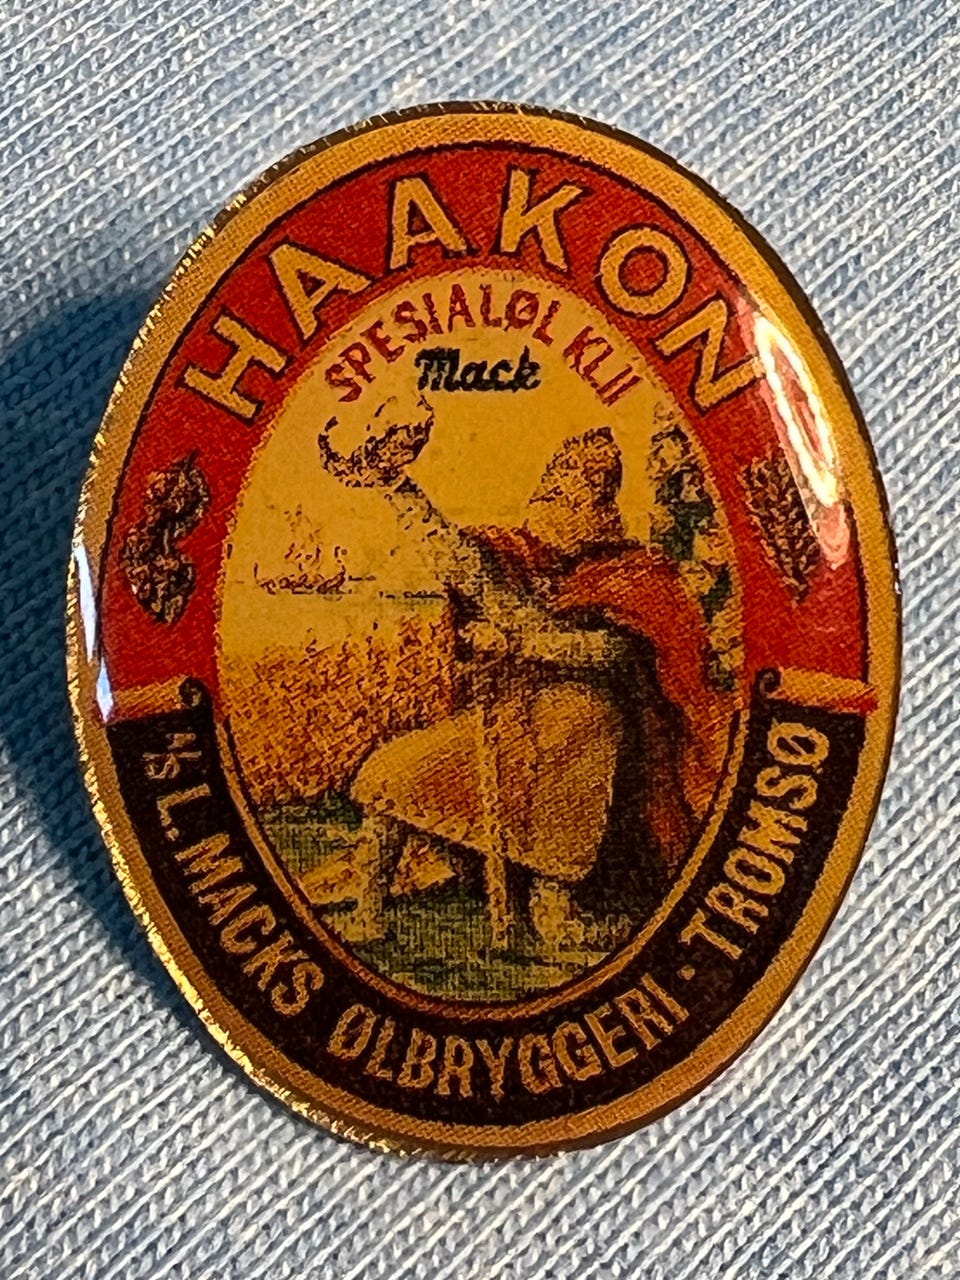 HAAKON
SPESIALØL KL II
Mack
A/S L. MACKS ØLBRYGGERI · TROMSØ